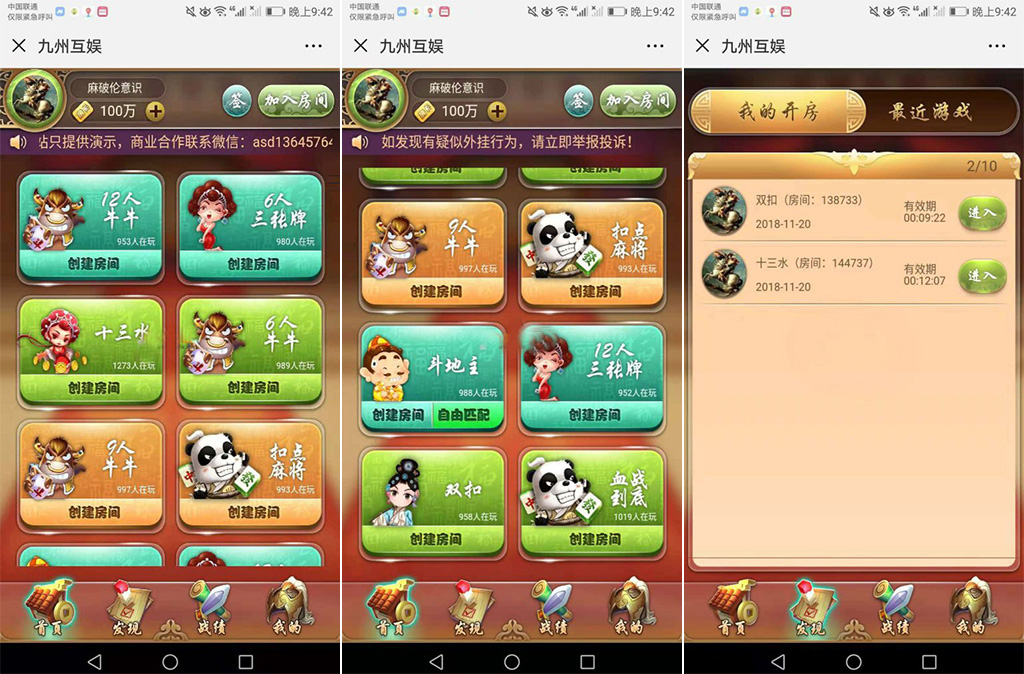 中国联通
仅限紧急呼叫
晚上9:42
九州互娱
麻破伦意识
100万
签
加入房间
占只提供演示，商业合作联系微信：asd13645764
12人
牛牛
953人在玩
创建房间
6人
三张牌
980人在玩
创建房间
十三水
1273人在玩
创建房间
6人
牛牛
989人在玩
创建房间
9人
牛牛
997人在玩
创建房间
扣点
麻将
993人在玩
创建房间
首页
发现
战绩
我的
中国联通
仅限紧急呼叫
晚上9:42
九州互娱
麻破伦意识
100万
签
加入房间
如发现有疑似外挂行为，请立即举报投诉！
创建房间
创建房间
9人
牛牛
997人在玩
创建房间
扣点
麻将
993人在玩
创建房间
斗地主
988人在玩
创建房间
自由匹配
12人
三张牌
952人在玩
创建房间
双扣
958人在玩
创建房间
血战
到底
1019人在玩
创建房间
首页
发现
战绩
我的
中国联通
仅限紧急呼叫
晚上9:42
九州互娱
我的开房
最近游戏
2/10
双扣（房间：138733）
2018-11-20
有效期
00:09:22
进入
十三水（房间：144737）
2018-11-20
有效期
00:12:07
进入
首页
发现
战绩
我的